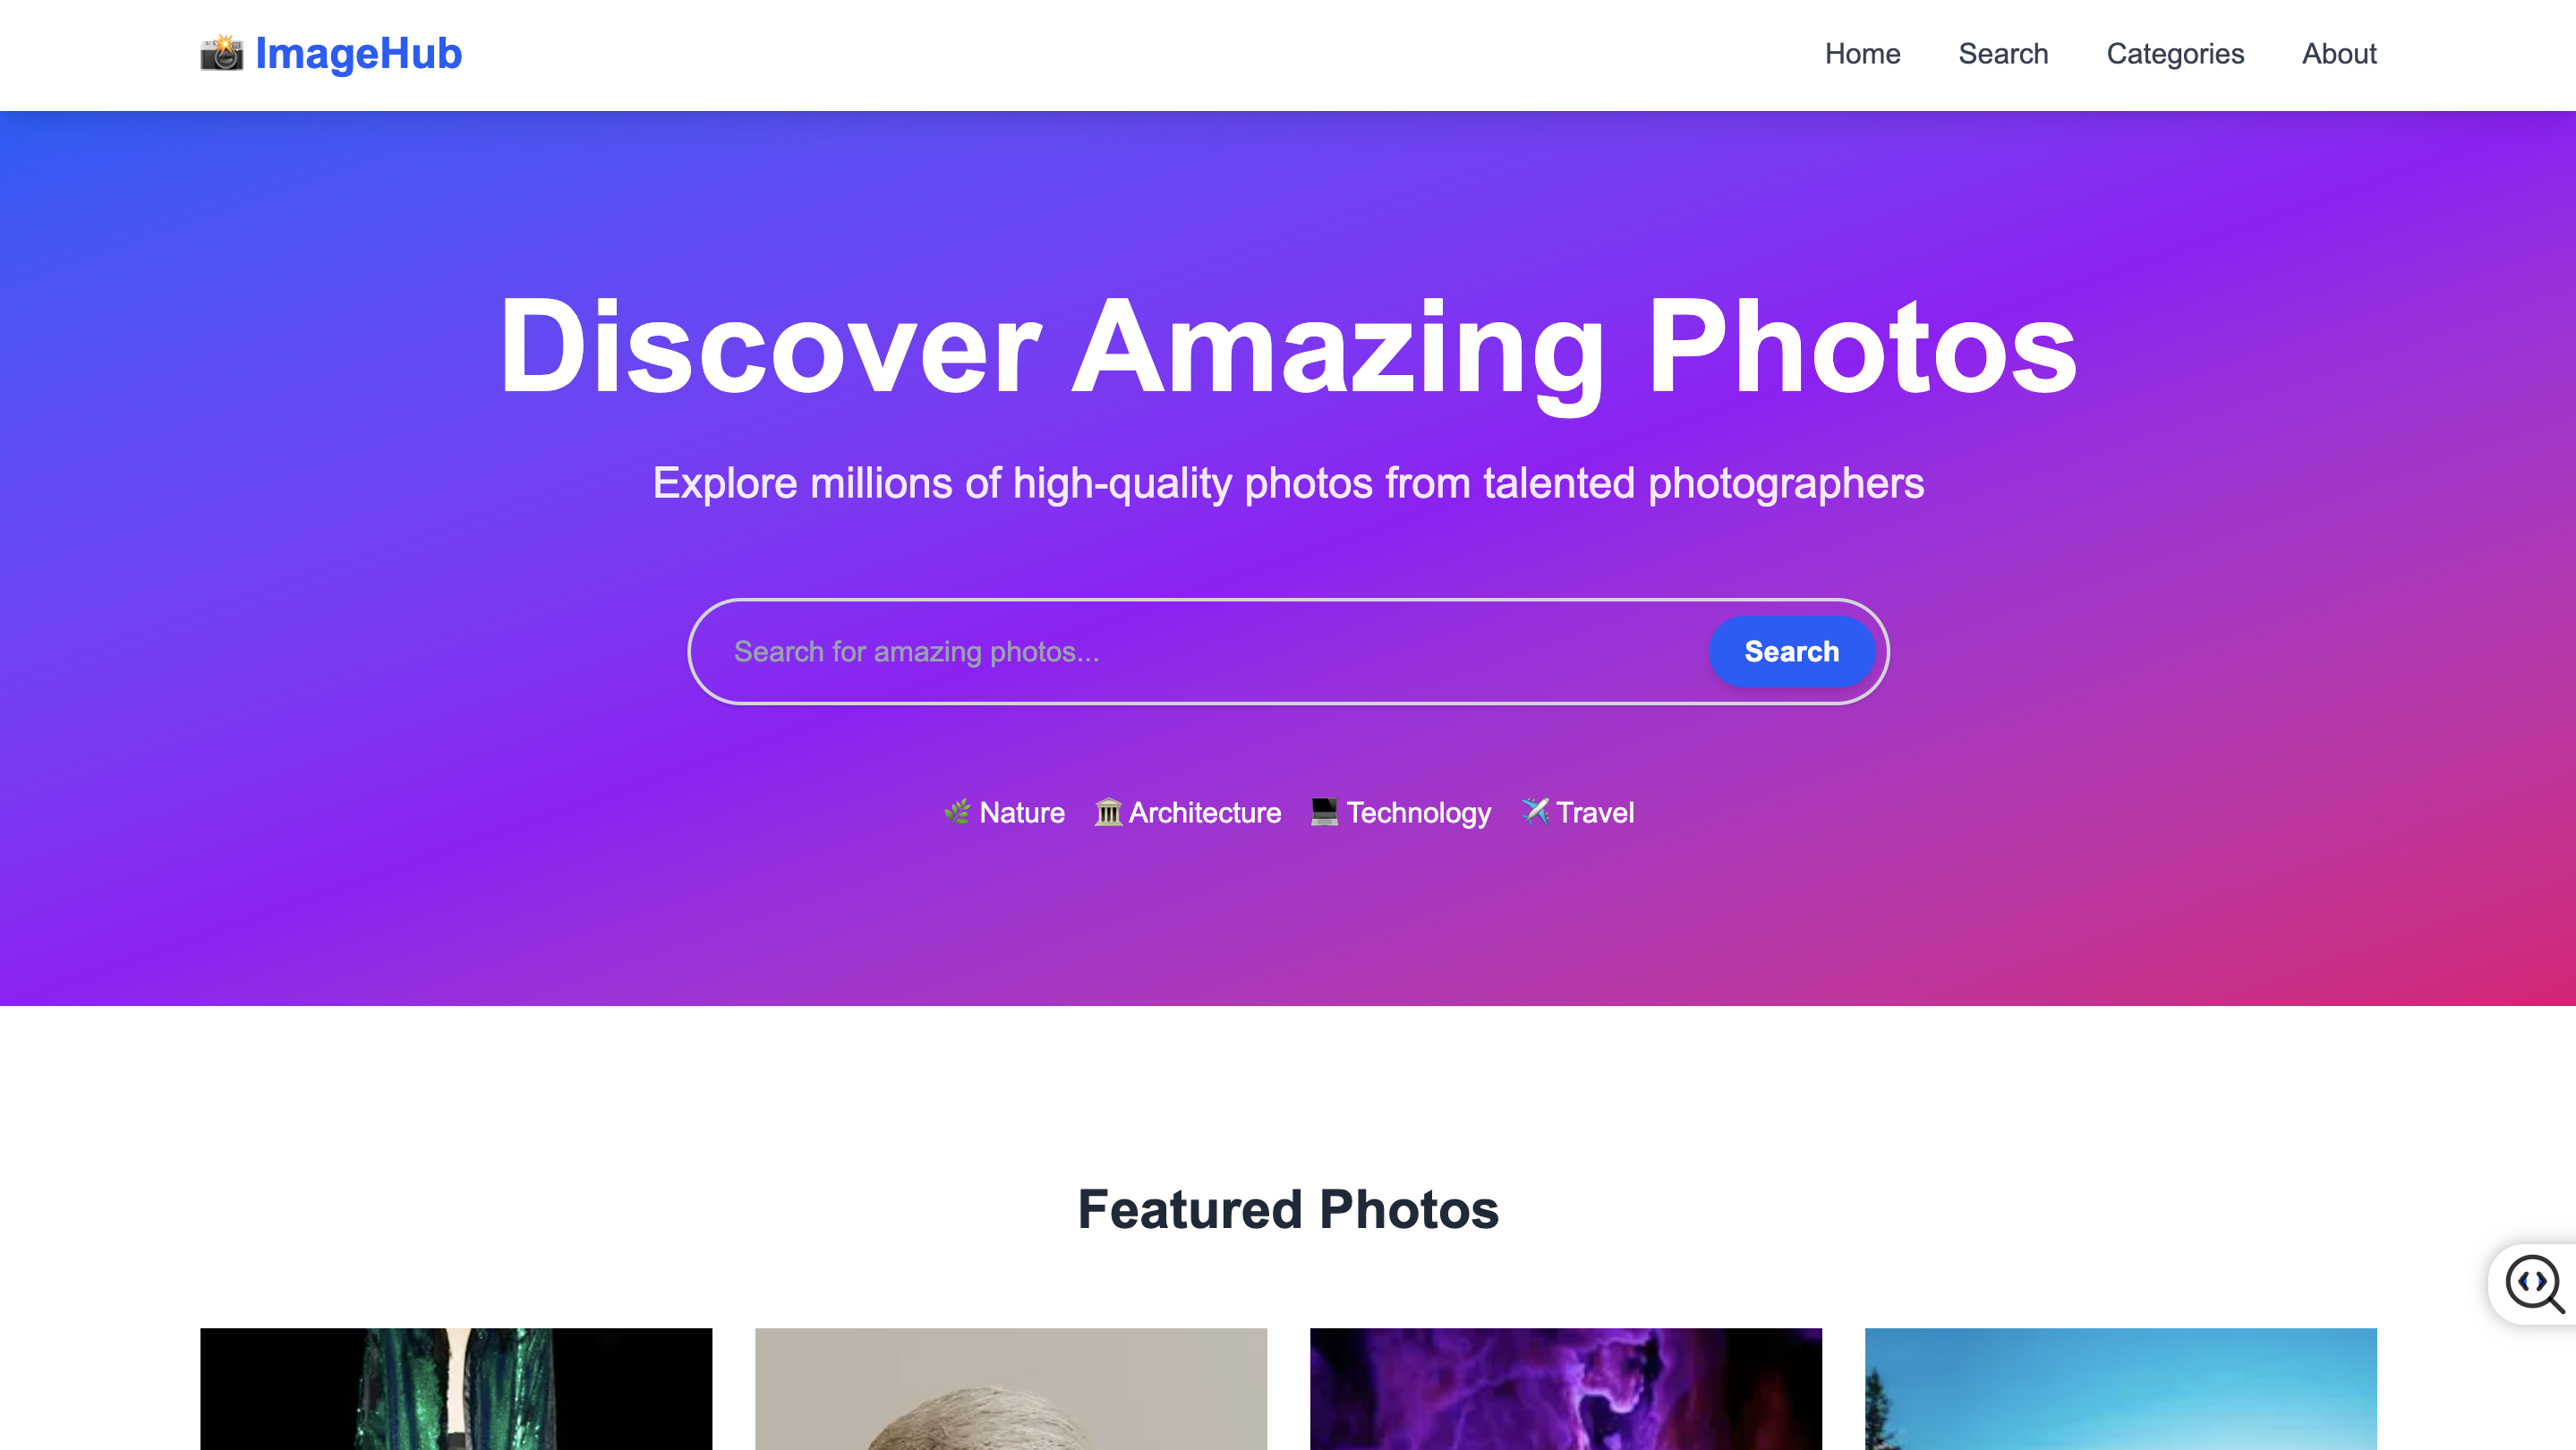 📸 ImageHub
Home Search Categories About
Discover Amazing Photos
Explore millions of high-quality photos from talented photographers
Search for amazing photos...
Search
🌿 Nature 🏛️ Architecture 💻 Technology ✈️ Travel
Featured Photos